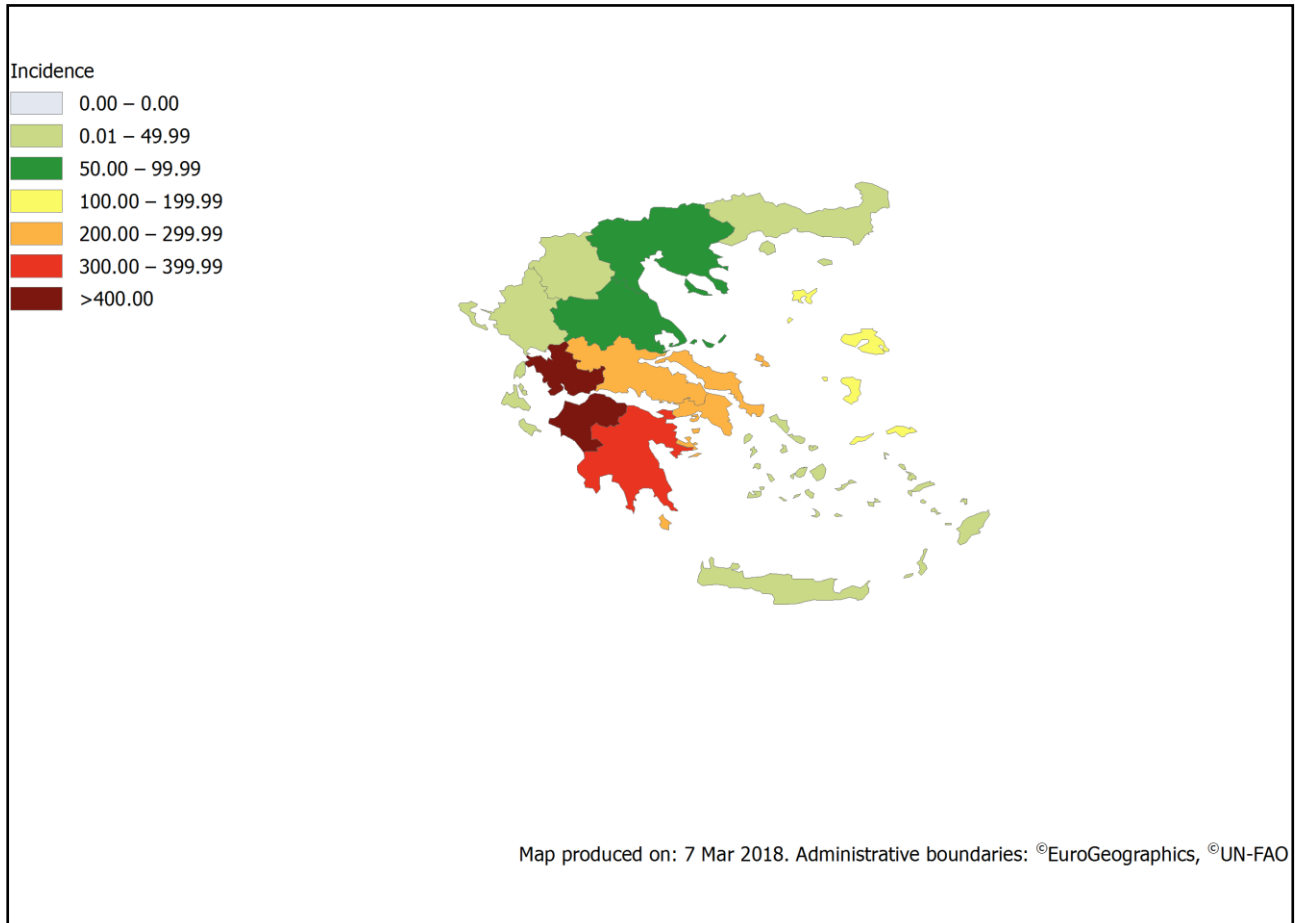 Incidence
0.00 – 0.00
0.01 – 49.99
50.00 – 99.99
100.00 – 199.99
200.00 – 299.99
300.00 – 399.99
>400.00
Map produced on: 7 Mar 2018. Administrative boundaries: ©EuroGeographics, ©UN-FAO